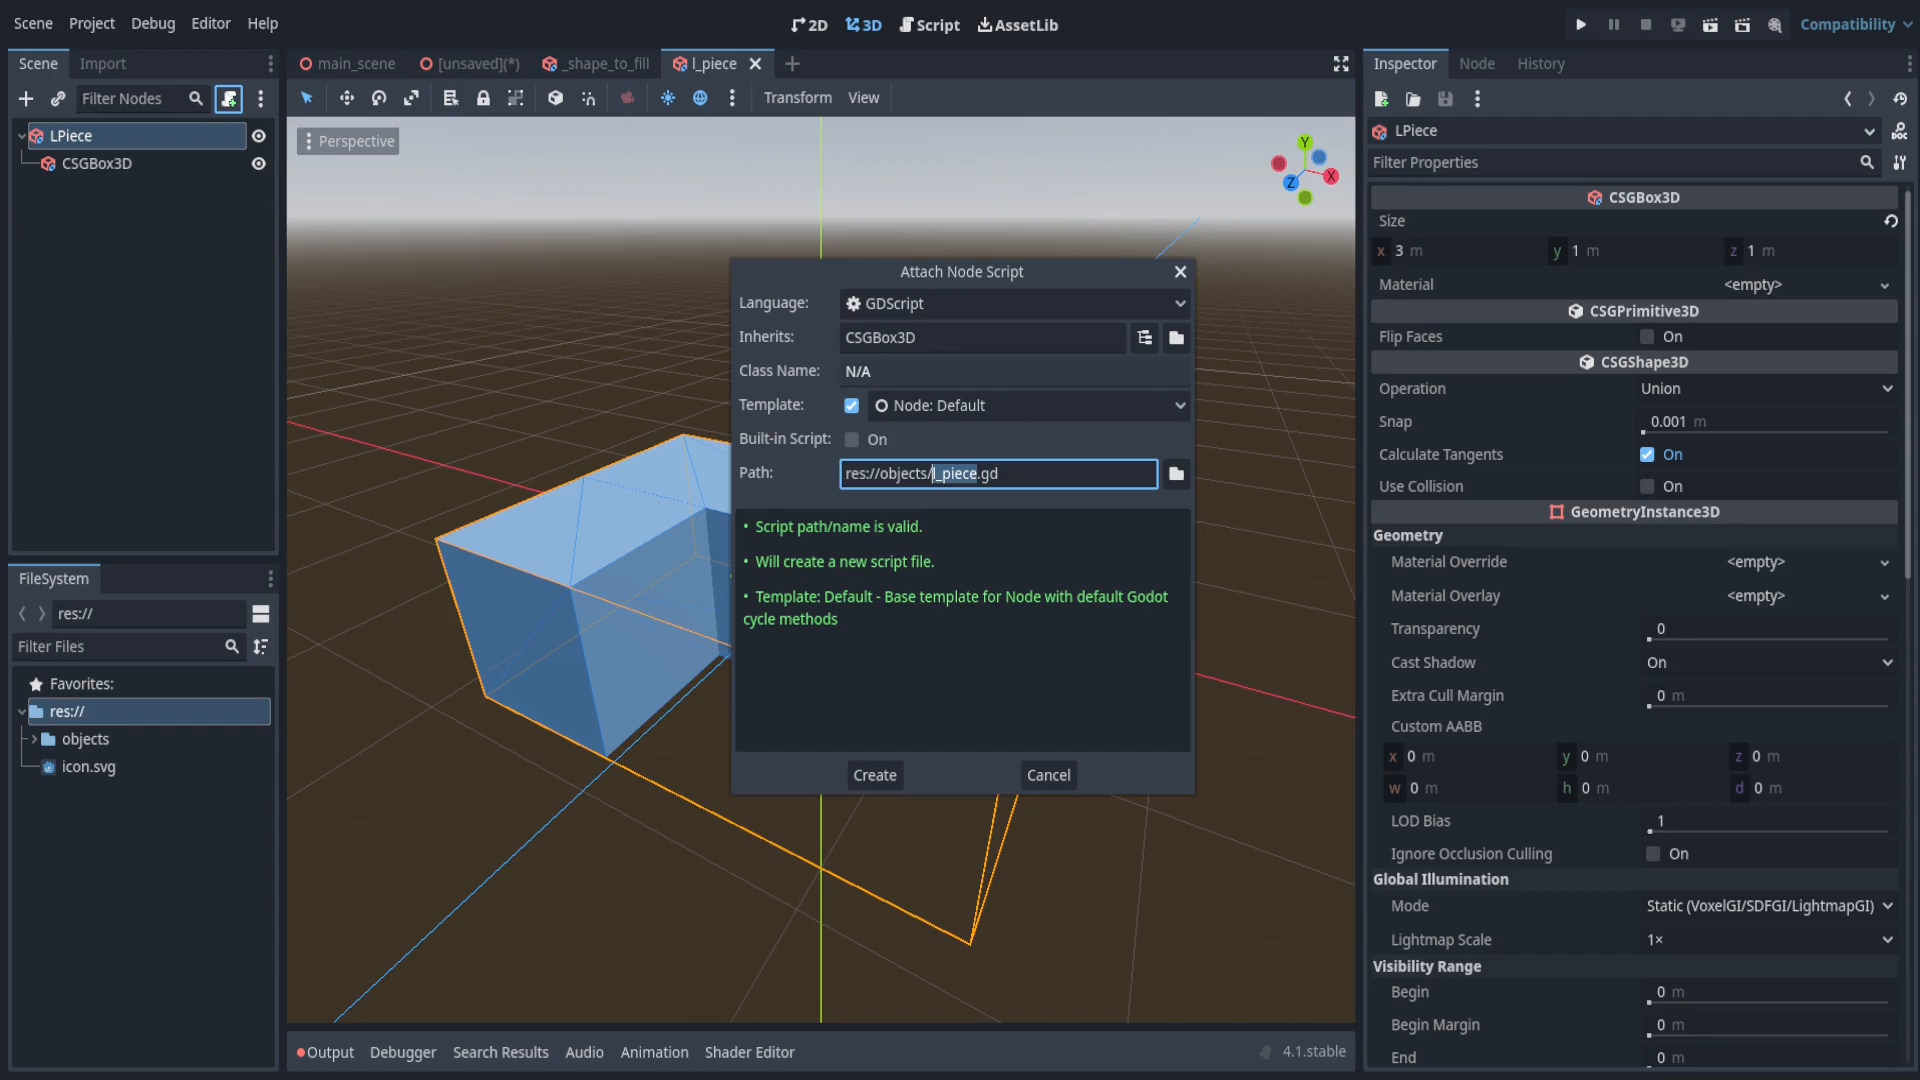 Scene Project Debug Editor Help
2D 3D Script AssetLib
Compatibility
Scene Import
main_scene [unsaved](*) _shape_to_fill l_piece
Inspector Node History
Filter Nodes
Transform View
LPiece
CSGBox3D
Perspective
Y
X
Z
LPiece
Filter Properties
CSGBox3D
Size
x 3 m y 1 m z 1 m
Material <empty>
CSGPrimitive3D
Flip Faces On
CSGShape3D
Operation Union
Snap 0.001 m
Calculate Tangents On
Use Collision On
GeometryInstance3D
Geometry
Material Override <empty>
Material Overlay <empty>
Transparency 0
Cast Shadow On
Extra Cull Margin 0 m
Custom AABB
x 0 m y 0 m z 0 m
w 0 m h 0 m d 0 m
LOD Bias 1
Ignore Occlusion Culling On
Global Illumination
Mode Static (VoxelGI/SDFGI/LightmapGI)
Lightmap Scale 1×
Visibility Range
Begin 0 m
Begin Margin 0 m
End 0 m
Attach Node Script
Language: GDScript
Inherits: CSGBox3D
Class Name: N/A
Template: Node: Default
Built-in Script: On
Path: res://objects/l_piece.gd
• Script path/name is valid.
• Will create a new script file.
• Template: Default - Base template for Node with default Godot
cycle methods
Create Cancel
FileSystem
res://
Filter Files
Favorites:
res://
objects
icon.svg
Output Debugger Search Results Audio Animation Shader Editor
4.1.stable